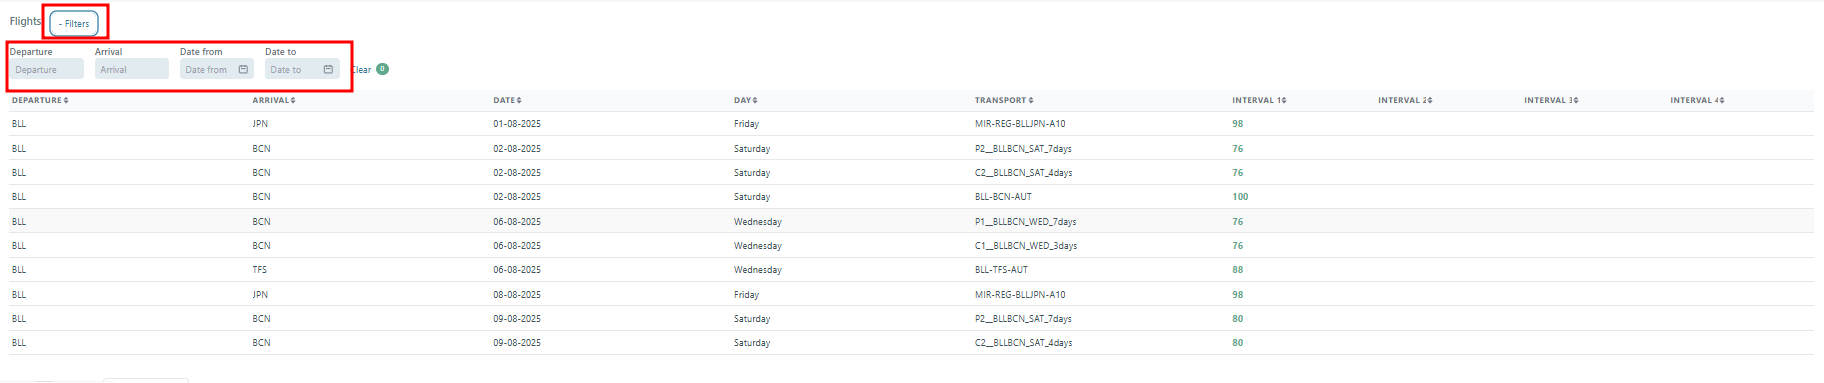 Flights - Filters
Departure Arrival Date from Date to
Departure Arrival Date from Date to Clear 0
DEPARTURE ARRIVAL DATE DAY TRANSPORT INTERVAL 1 INTERVAL 2 INTERVAL 3 INTERVAL 4
BLL JPN 01-08-2025 Friday MIR-REG-BLLJPN-A10 98
BLL BCN 02-08-2025 Saturday P2__BLLBCN_SAT_7days 76
BLL BCN 02-08-2025 Saturday C2__BLLBCN_SAT_4days 76
BLL BCN 02-08-2025 Saturday BLL-BCN-AUT 100
BLL BCN 06-08-2025 Wednesday P1__BLLBCN_WED_7days 76
BLL BCN 06-08-2025 Wednesday C1__BLLBCN_WED_3days 76
BLL TFS 06-08-2025 Wednesday BLL-TFS-AUT 88
BLL JPN 08-08-2025 Friday MIR-REG-BLLJPN-A10 98
BLL BCN 09-08-2025 Saturday P2__BLLBCN_SAT_7days 80
BLL BCN 09-08-2025 Saturday C2__BLLBCN_SAT_4days 80